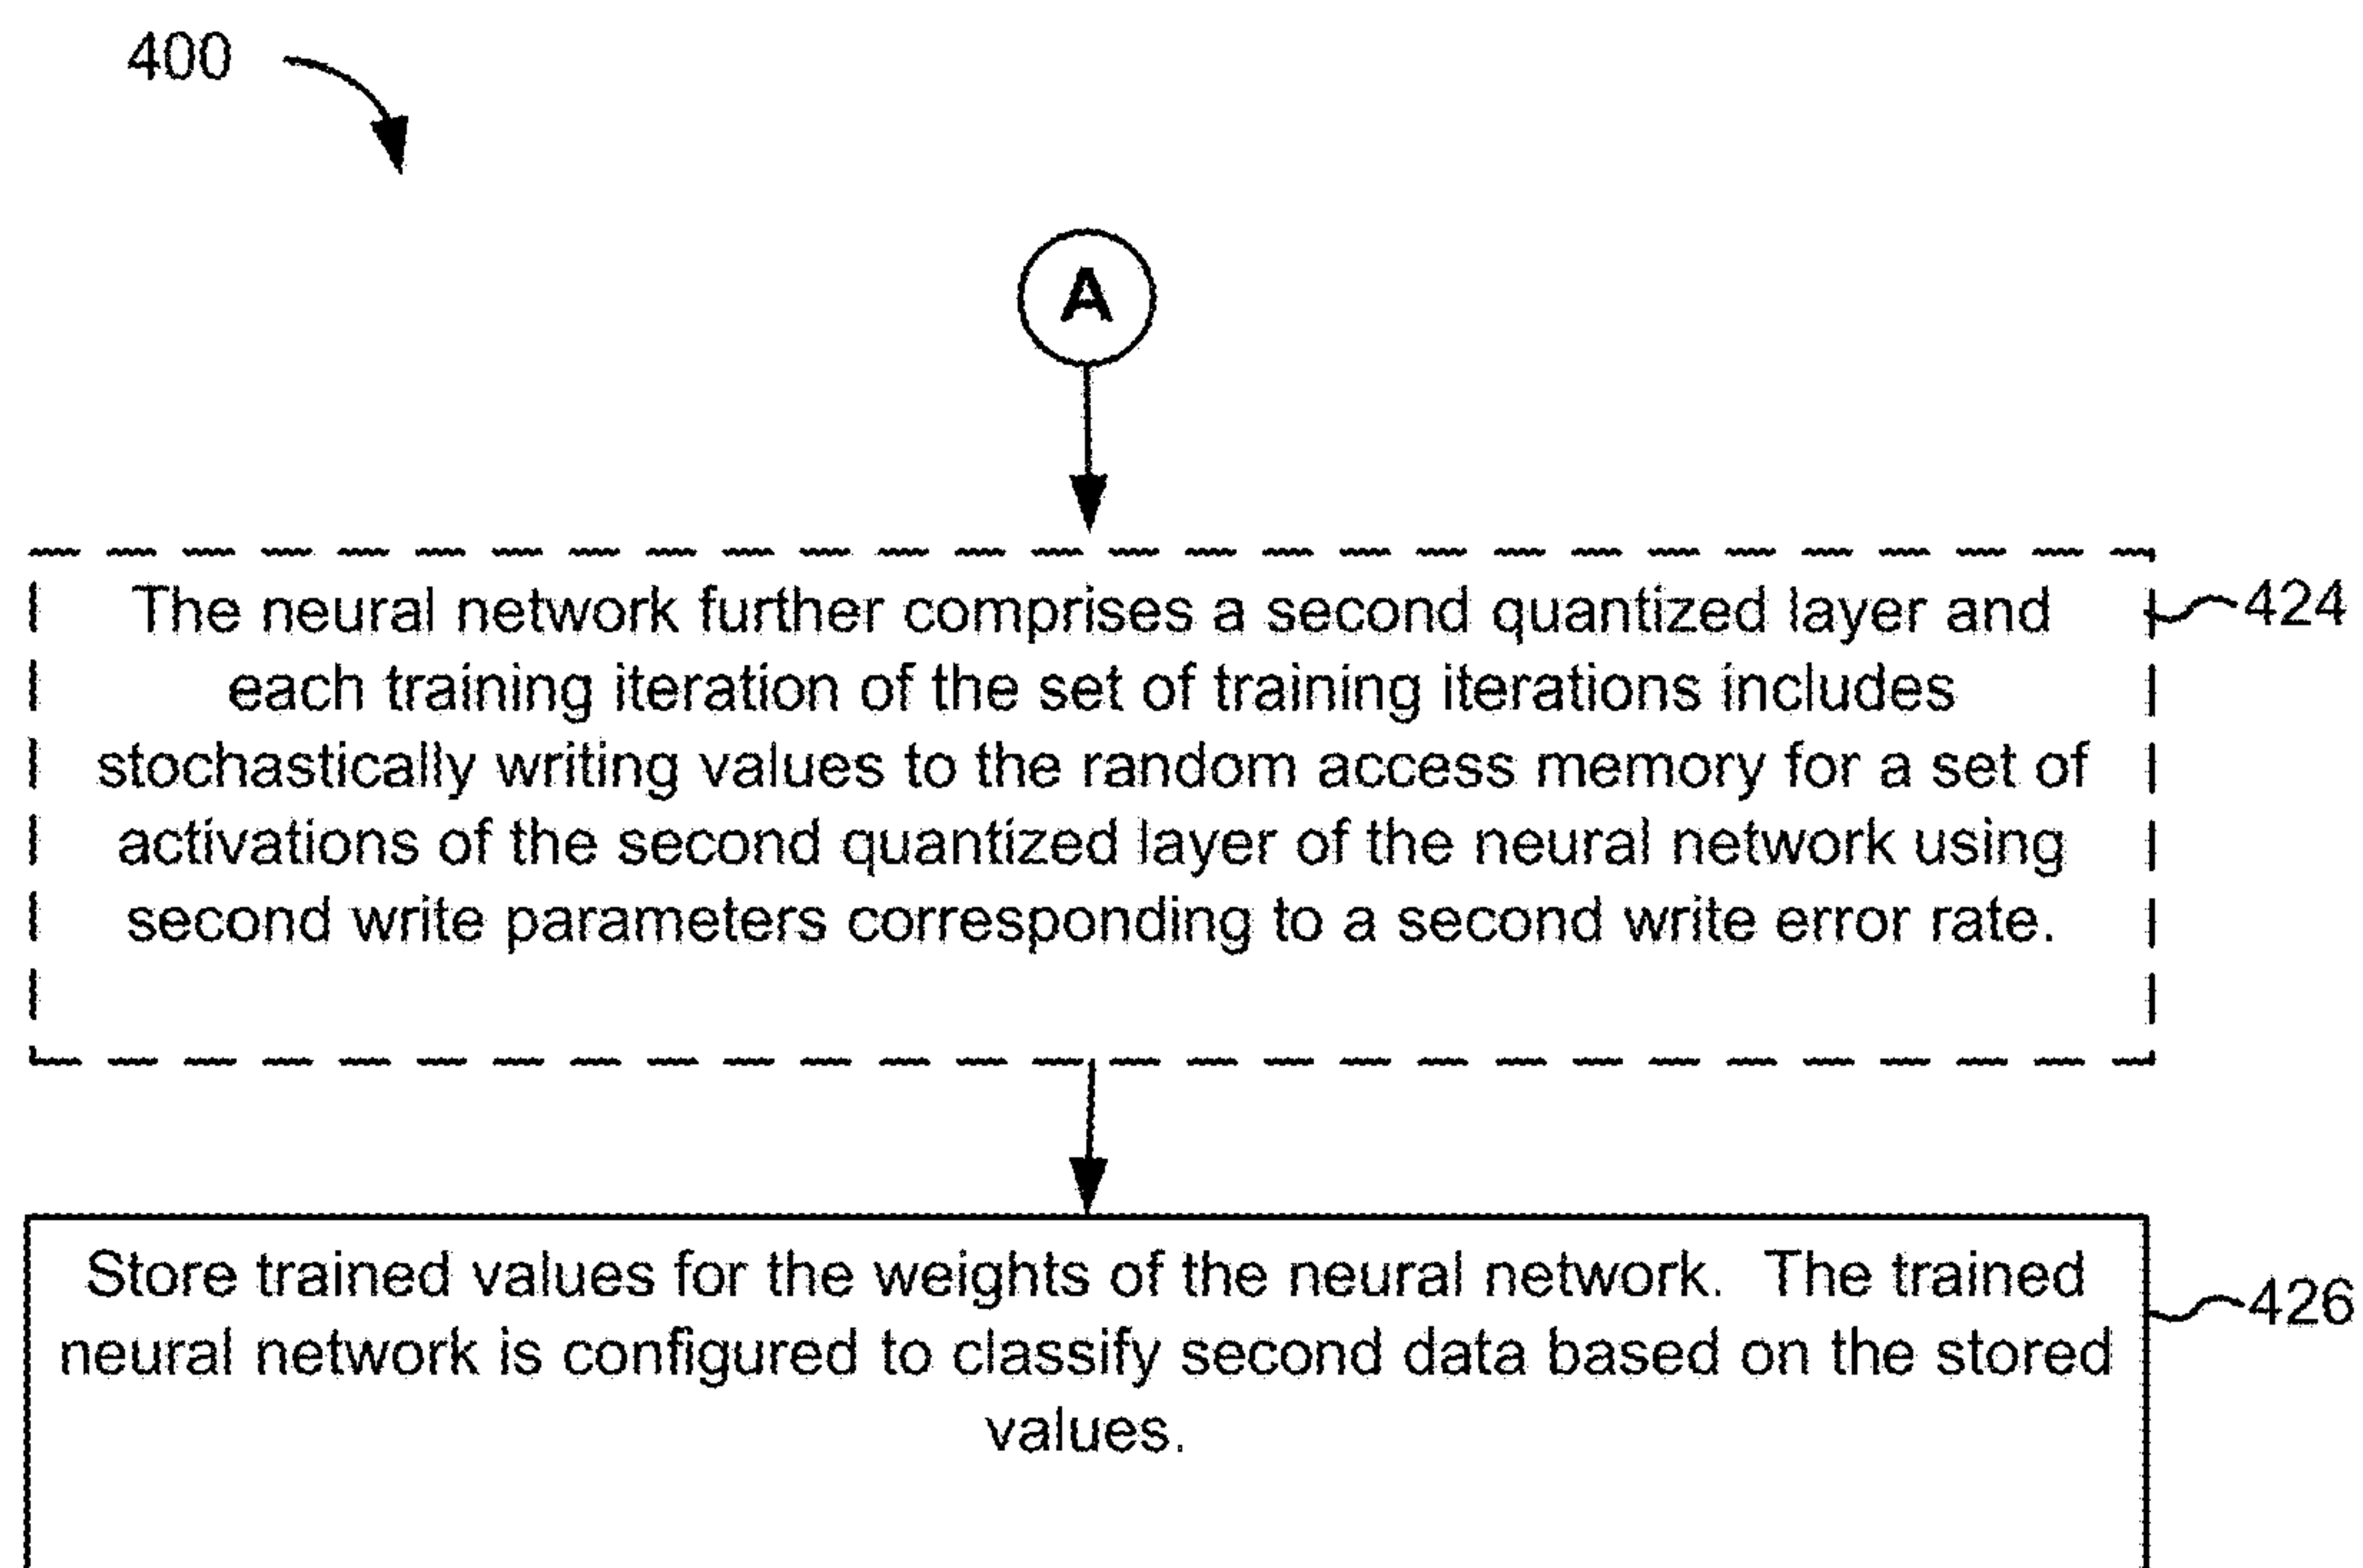 400
A
The neural network further comprises a second quantized layer and
each training iteration of the set of training iterations includes
stochastically writing values to the random access memory for a set of
activations of the second quantized layer of the neural network using
second write parameters corresponding to a second write error rate.
424
Store trained values for the weights of the neural network.  The trained
neural network is configured to classify second data based on the stored
values.
426